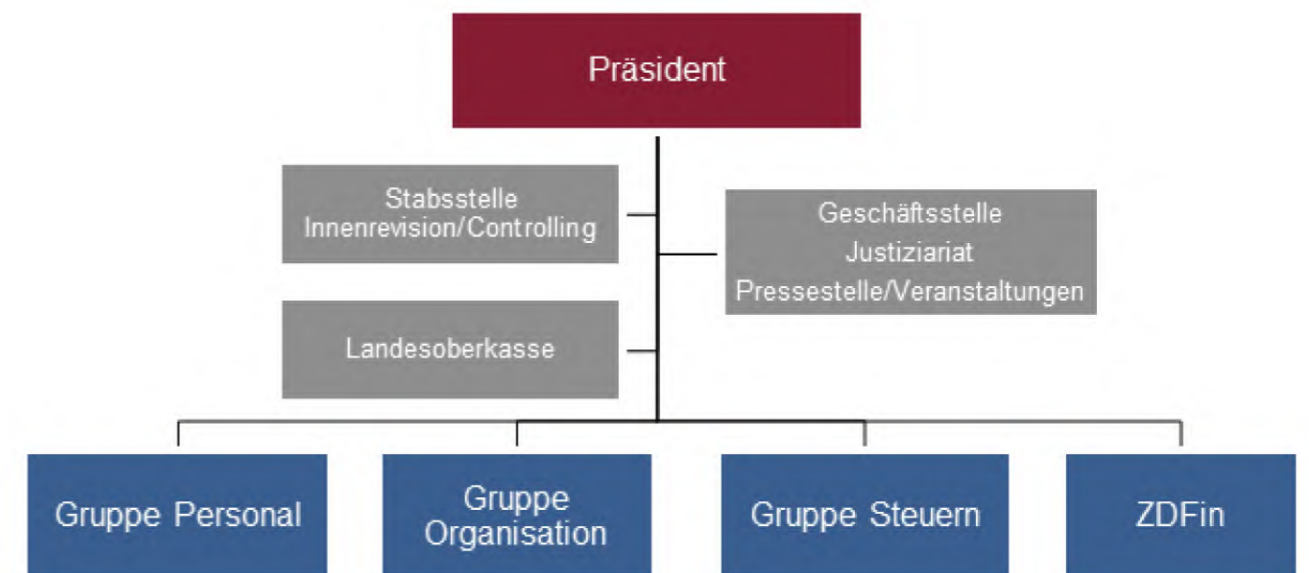 Präsident
Stabsstelle
Innenrevision/Controlling
Geschäftsstelle
Justiziariat
Pressestelle/Veranstaltungen
Landesoberkasse
Gruppe Personal
Gruppe
Organisation
Gruppe Steuern
ZDFin